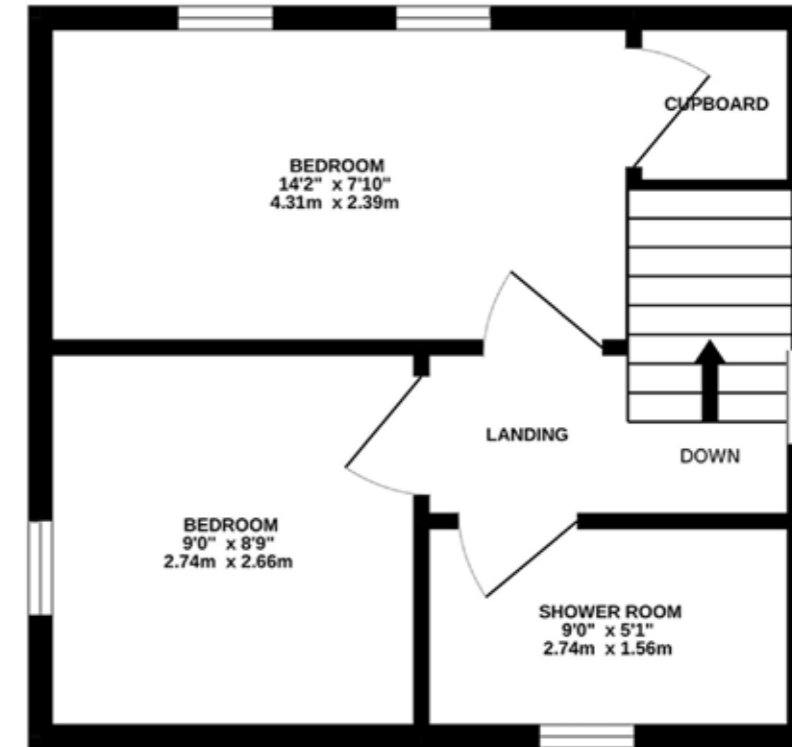 CUPBOARD
BEDROOM
14'2" x 7'10"
4.31m x 2.39m
LANDING
DOWN
BEDROOM
9'0" x 8'9"
2.74m x 2.66m
SHOWER ROOM
9'0" x 5'1"
2.74m x 1.56m